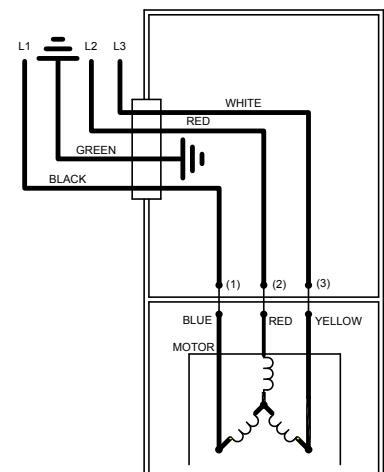 L1 L2 L3
WHITE
RED
GREEN
BLACK
(1) (2) (3)
BLUE RED YELLOW
MOTOR